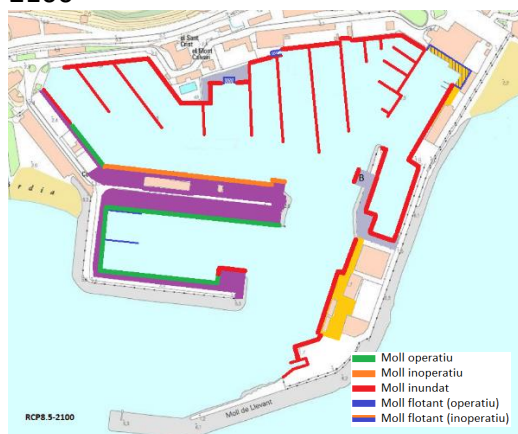 el Sant
Crist
el Mont
Calvari
B
r d i a
Moll operatiu
Moll inoperatiu
Moll inundat
Moll flotant (operatiu)
Moll flotant (inoperatiu)
Moll de Llevant
RCP8.5-2100